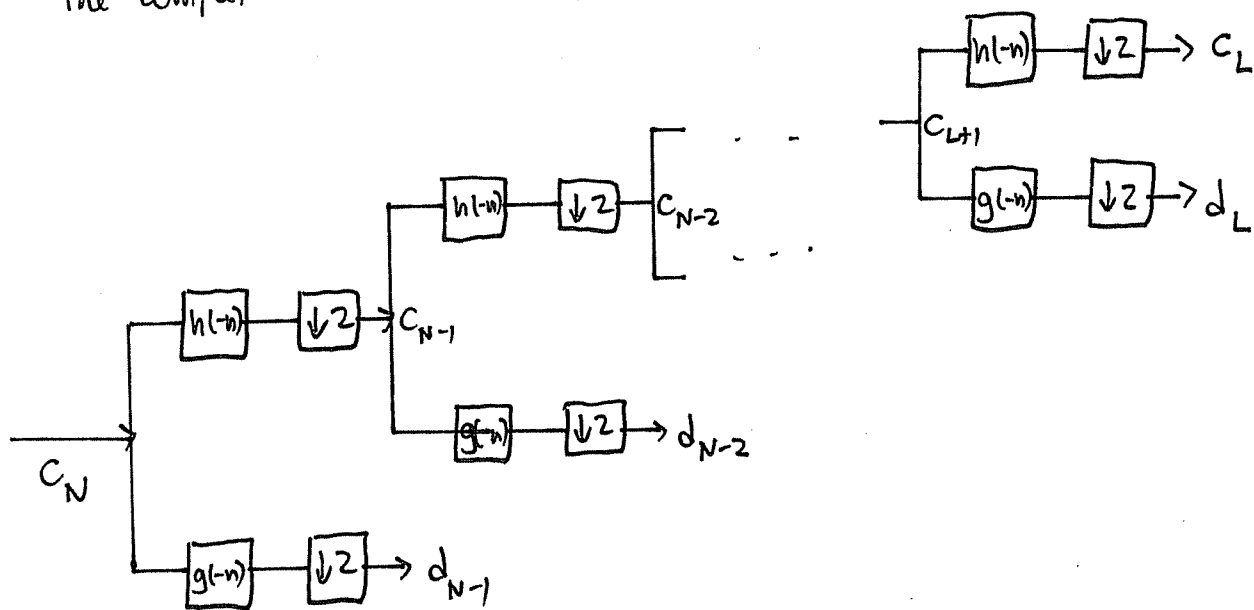 The
h(-n) ↓2 → C_L
C_{L+1}
g(-n) ↓2 → d_L
h(-n) ↓2 C_{N-2}
h(-n) ↓2 C_{N-1}
g(-n) ↓2 → d_{N-2}
C_N
g(-n) ↓2 → d_{N-1}